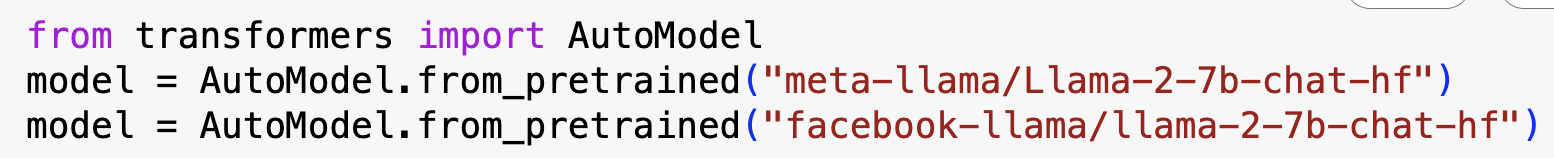 from transformers import AutoModel
model = AutoModel.from_pretrained("meta-llama/Llama-2-7b-chat-hf")
model = AutoModel.from_pretrained("facebook-llama/llama-2-7b-chat-hf")